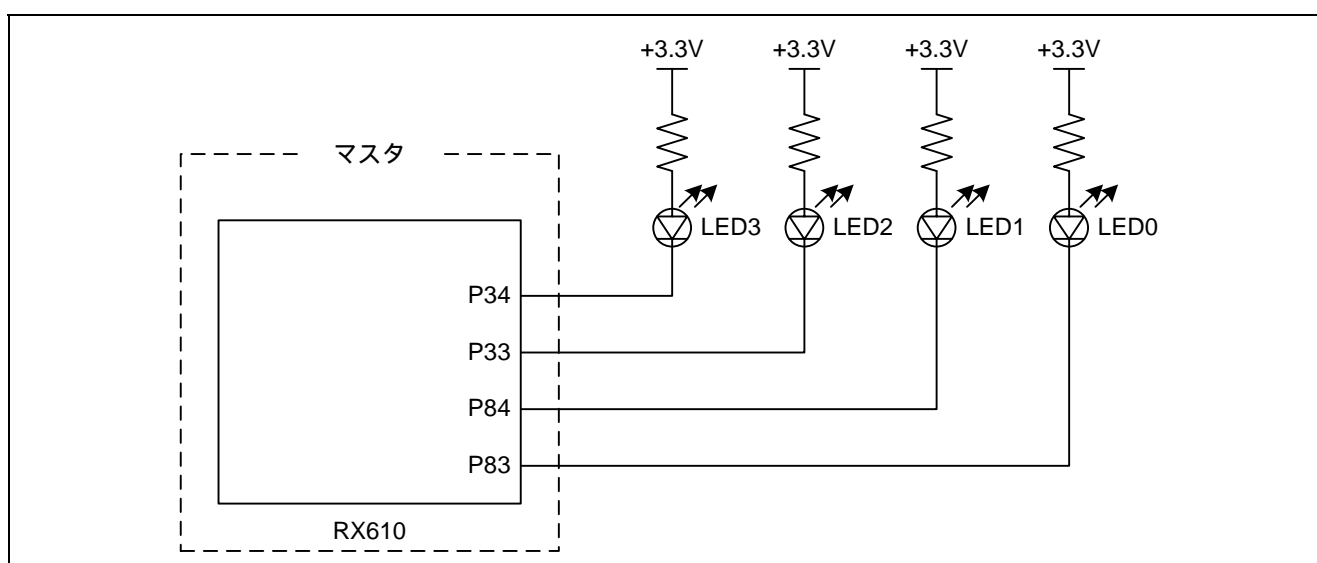 +3.3V +3.3V +3.3V +3.3V
マスタ
LED3 LED2 LED1 LED0
P34
P33
P84
P83
RX610